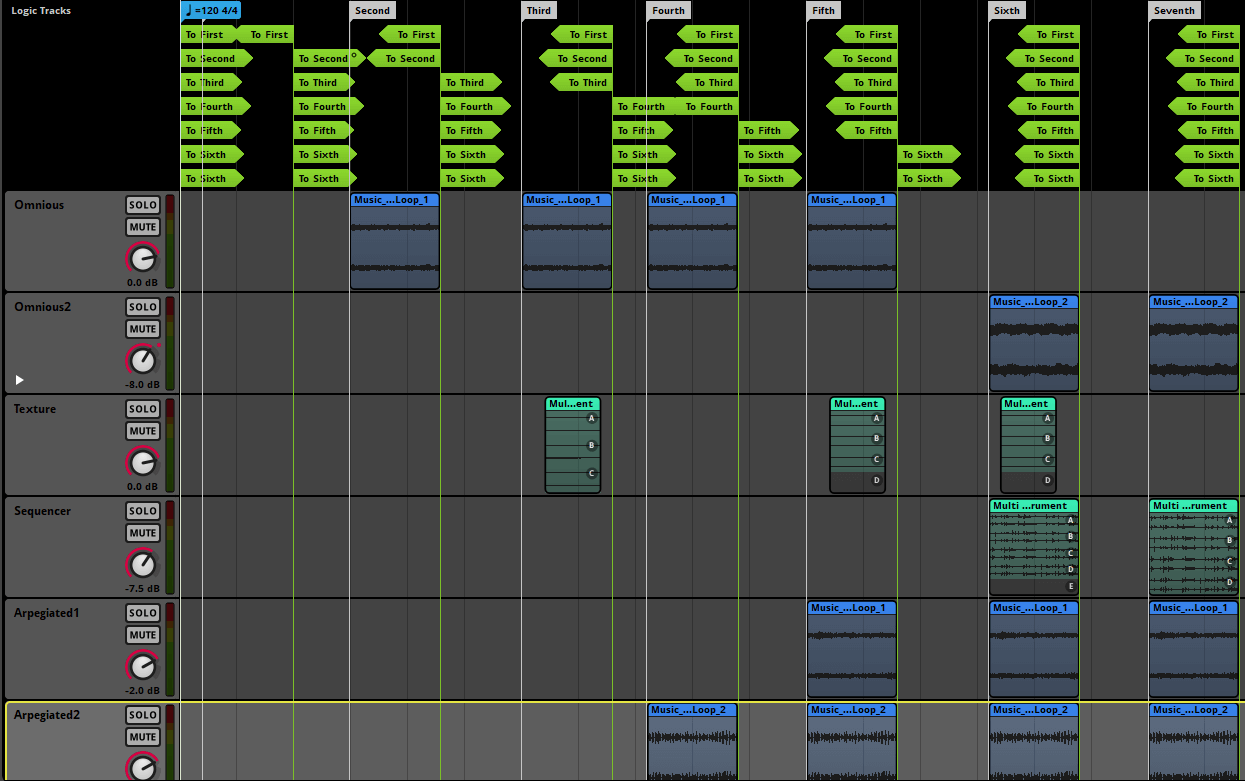 Logic Tracks ♩ =120 4/4 Second Third Fourth Fifth Sixth Seventh
To First To First To First To First To First To First To First To First
To Second To Second To Second To Second To Second To Second To Second To Second
To Third To Third To Third To Third To Third To Third To Third To Third
To Fourth To Fourth To Fourth To Fourth To Fourth To Fourth To Fourth To Fourth
To Fifth To Fifth To Fifth To Fifth To Fifth To Fifth To Fifth To Fifth
To Sixth To Sixth To Sixth To Sixth To Sixth To Sixth To Sixth To Sixth
To Sixth To Sixth To Sixth To Sixth To Sixth To Sixth To Sixth To Sixth
Omnious SOLO Music_...Loop_1 Music_...Loop_1 Music_...Loop_1 Music_...Loop_1
MUTE
0.0 dB
Omnious2 SOLO Music_...Loop_2 Music_...Loop_2
MUTE
-8.0 dB
Texture SOLO Mul...ent Mul...ent Mul...ent
A A A
MUTE
B B B
C C C
D D
0.0 dB
Sequencer SOLO Multi ...rument Multi ...rument
A A
MUTE
B B
C C
D D
E
-7.5 dB
Arpegiated1 SOLO Music_...Loop_1 Music_...Loop_1 Music_...Loop_1
MUTE
-2.0 dB
Arpegiated2 SOLO Music_...Loop_2 Music_...Loop_2 Music_...Loop_2 Music_...Loop_2
MUTE